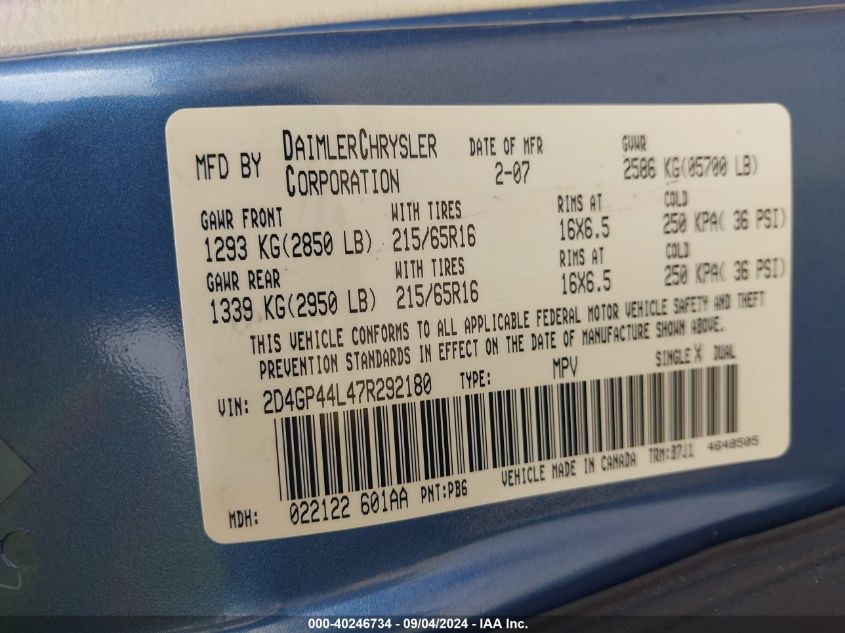 MFD BY DAIMLERCHRYSLER CORPORATION DATE OF MFR 2-07 GVWR 2586 KG(05700 LB)
GAWR FRONT WITH TIRES RIMS AT COLD
1293 KG(2850 LB) 215/65R16 16X6.5 250 KPA( 36 PSI)
GAWR REAR WITH TIRES RIMS AT COLD
1339 KG(2950 LB) 215/65R16 16X6.5 250 KPA( 36 PSI)
THIS VEHICLE CONFORMS TO ALL APPLICABLE FEDERAL MOTOR VEHICLE SAFETY AND THEFT
PREVENTION STANDARDS IN EFFECT ON THE DATE OF MANUFACTURE SHOWN ABOVE.
VIN: 2D4GP44L47R292180 TYPE: MPV SINGLE X DUAL
MDH: 022122 601AA PNT:PB6 VEHICLE MADE IN CANADA TRM:B7J1 4648505
000-40246734 - 09/04/2024 - IAA Inc.